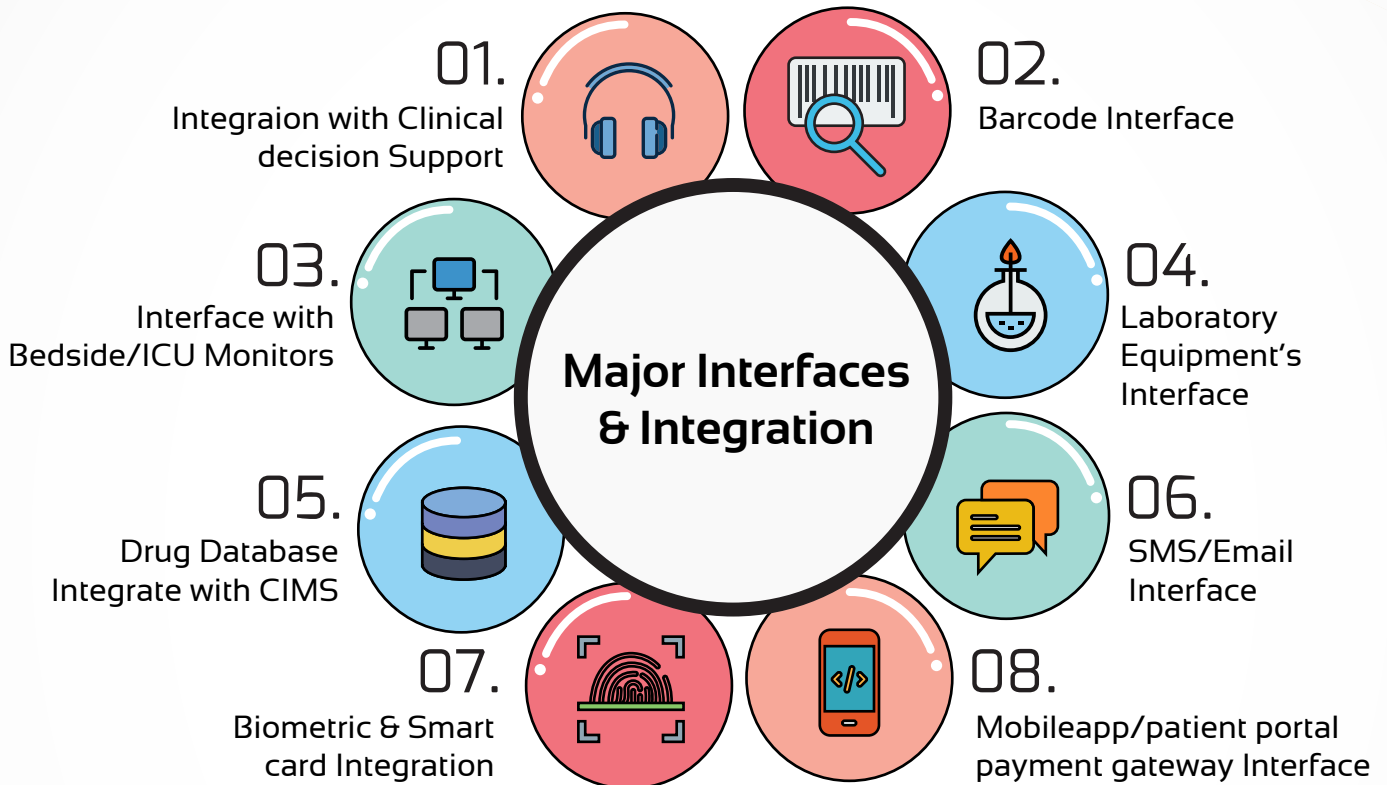 01.
Integraion with Clinical
decision Support
02.
Barcode Interface
03.
Interface with
Bedside/ICU Monitors
04.
Laboratory
Equipment's
Interface
Major Interfaces
& Integration
05.
Drug Database
Integrate with CIMS
06.
SMS/Email
Interface
07.
Biometric & Smart
card Integration
08.
Mobileapp/patient portal
payment gateway Interface